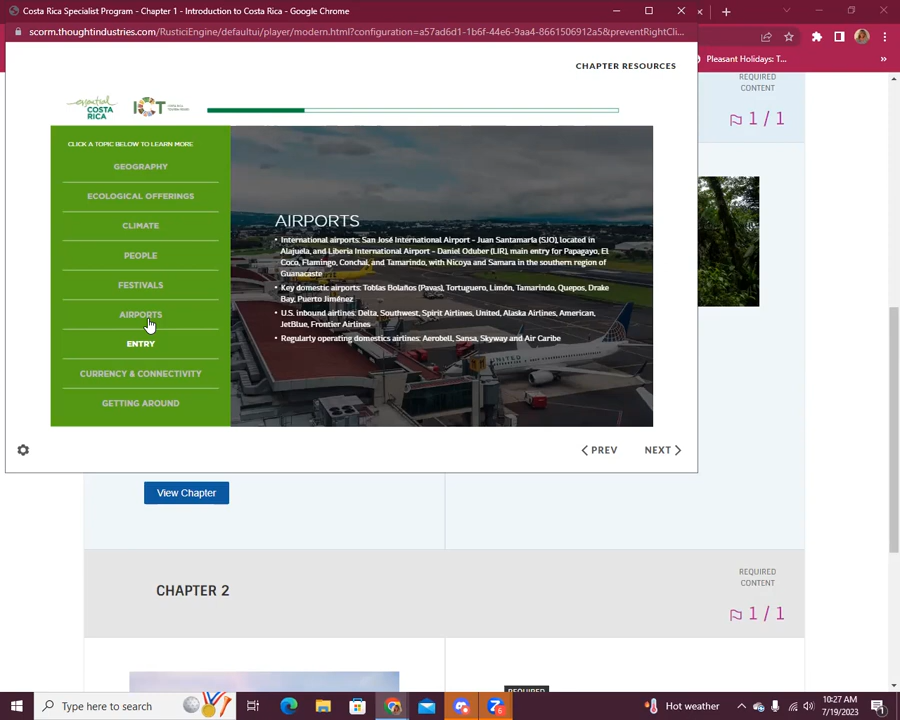 Costa Rica Specialist Program - Chapter 1 - Introduction to Costa Rica - Google Chrome
scorm.thoughtindustries.com/RusticiEngine/defaultui/player/modern.html?configuration=a57ad6d1-1b6f-44e6-9aa4-8661506912a5&preventRightCli...
Pleasant Holidays: T...
CHAPTER RESOURCES
REQUIRED
CONTENT
1 / 1
essential
COSTA
RICA
ICT
CLICK A TOPIC BELOW TO LEARN MORE
GEOGRAPHY
ECOLOGICAL OFFERINGS
CLIMATE
PEOPLE
FESTIVALS
AIRPORTS
ENTRY
CURRENCY & CONNECTIVITY
GETTING AROUND
AIRPORTS
• International airports: San José International Airport - Juan Santamaría (SJO), located in
Alajuela, and Liberia International Airport - Daniel Oduber (LIR), main entry for Papagayo, El
Coco, Flamingo, Conchal, and Tamarindo, with Nicoya and Samara in the southern region of
Guanacaste
• Key domestic airports: Tobías Bolaños (Pavas), Tortuguero, Limón, Tamarindo, Quepos, Drake
Bay, Puerto Jiménez
• U.S. inbound airlines: Delta, Southwest, Spirit Airlines, United, Alaska Airlines, American,
JetBlue, Frontier Airlines
• Regularly operating domestics airlines: Aerobell, Sansa, Skyway and Air Caribe
UNITED
PREV
NEXT
View Chapter
CHAPTER 2
REQUIRED
CONTENT
1 / 1
REQUIRED
Type here to search
Hot weather
10:27 AM
7/19/2023
1